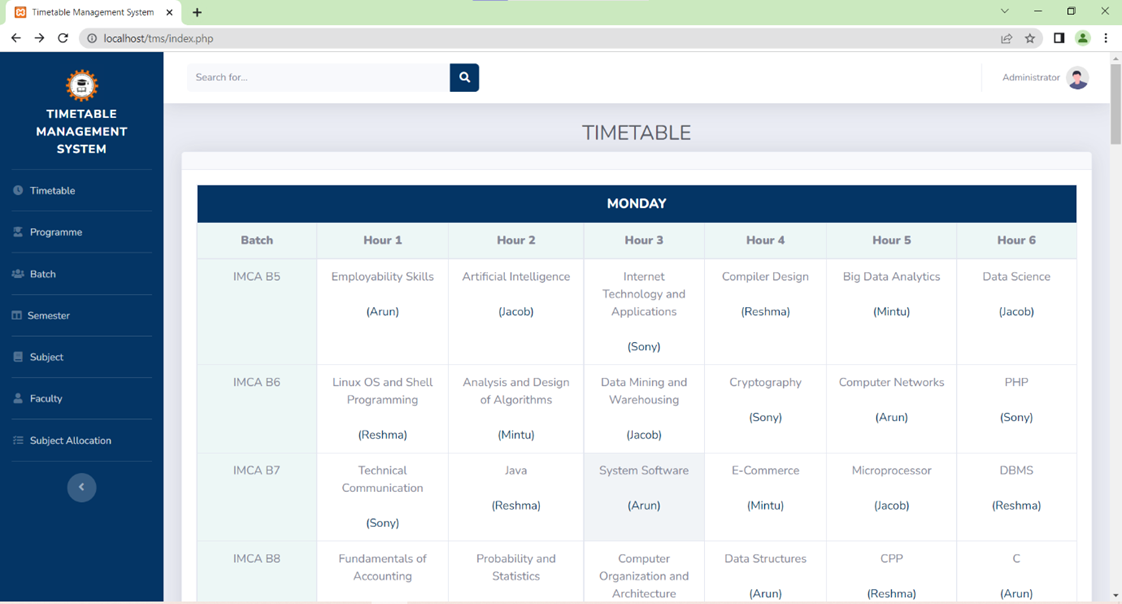 Timetable Management System
localhost/tms/index.php
TIMETABLE
MANAGEMENT
SYSTEM
Timetable
Programme
Batch
Semester
Subject
Faculty
Subject Allocation
Search for...
Administrator
TIMETABLE
MONDAY
Batch Hour 1 Hour 2 Hour 3 Hour 4 Hour 5 Hour 6
IMCA B5 Employability Skills Artificial Intelligence Internet Compiler Design Big Data Analytics Data Science
Technology and
(Arun) (Jacob) Applications (Reshma) (Mintu) (Jacob)
(Sony)
IMCA B6 Linux OS and Shell Analysis and Design Data Mining and Cryptography Computer Networks PHP
Programming of Algorithms Warehousing
(Sony) (Arun) (Sony)
(Reshma) (Mintu) (Jacob)
IMCA B7 Technical Java System Software E-Commerce Microprocessor DBMS
Communication
(Reshma) (Arun) (Mintu) (Jacob) (Reshma)
(Sony)
IMCA B8 Fundamentals of Probability and Computer Data Structures CPP C
Accounting Statistics Organization and
Architecture (Arun) (Reshma) (Arun)